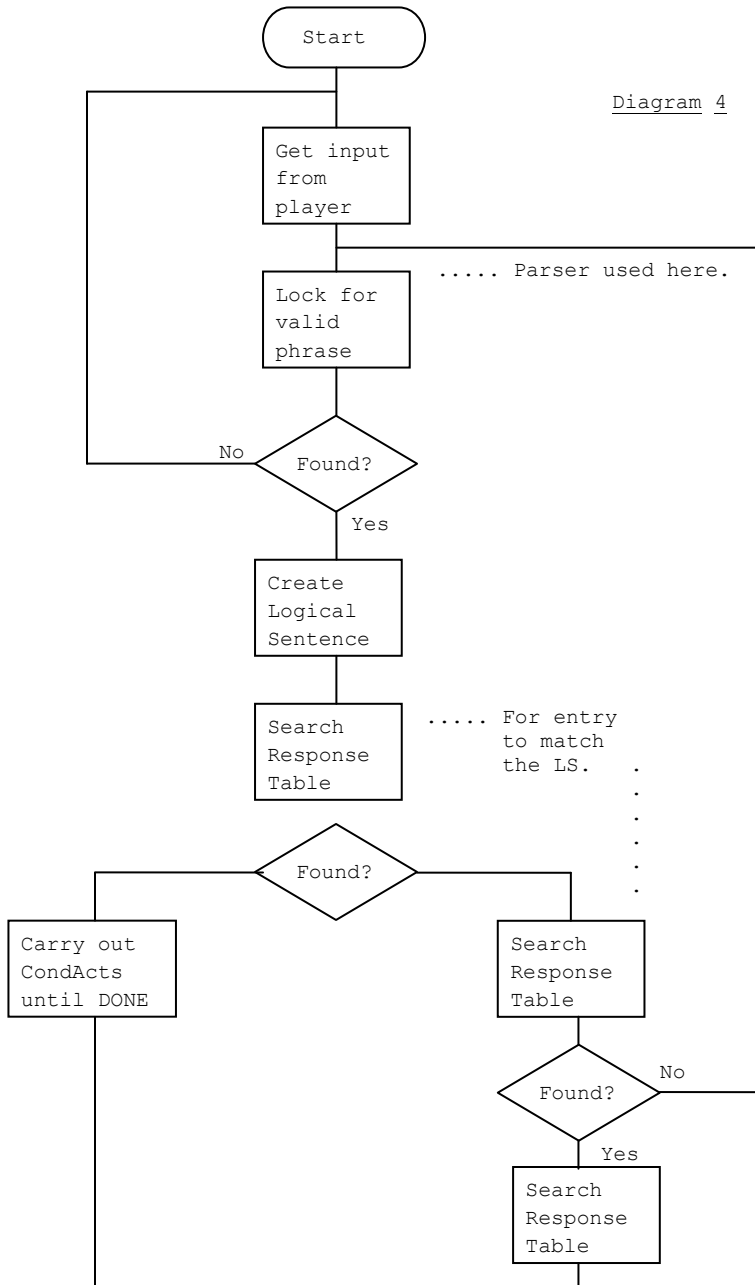 Start
Diagram 4
Get input
from
player
..... Parser used here.
Lock for
valid
phrase
No
Found?
Yes
Create
Logical
Sentence
Search
Response
Table
..... For entry
to match
the LS. .
.
.
.
.
.
Found?
Carry out
CondActs
until DONE
Search
Response
Table
Found?
No
Yes
Search
Response
Table